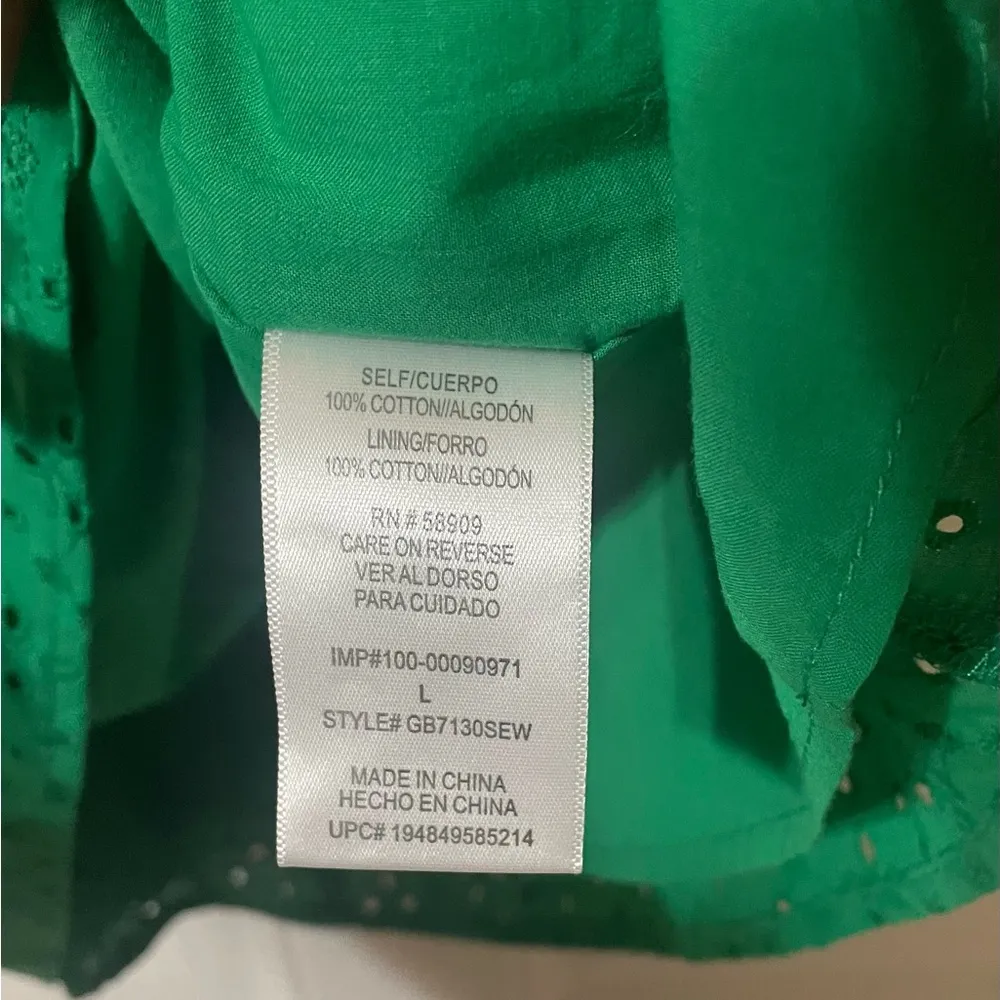 SELF/CUERPO
100% COTTON//ALGODÓN
LINING/FORRO
100% COTTON//ALGODÓN
RN # 58909
CARE ON REVERSE
VER AL DORSO
PARA CUIDADO
IMP#100-00090971
L
STYLE# GB7130SEW
MADE IN CHINA
HECHO EN CHINA
UPC# 194849585214